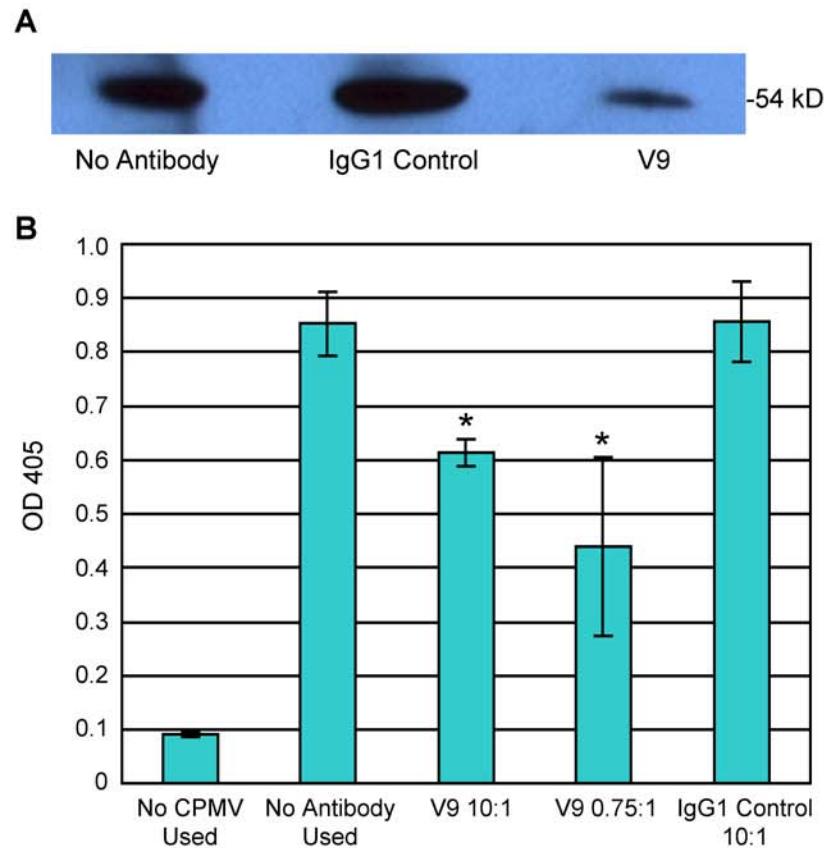 A
-54 kD
No Antibody
IgG1 Control
V9
B
1.0
0.9
0.8
0.7
0.6
0.5
0.4
0.3
0.2
0.1
0
OD 405
*
*
No CPMV
Used
No Antibody
Used
V9 10:1
V9 0.75:1
IgG1 Control
10:1